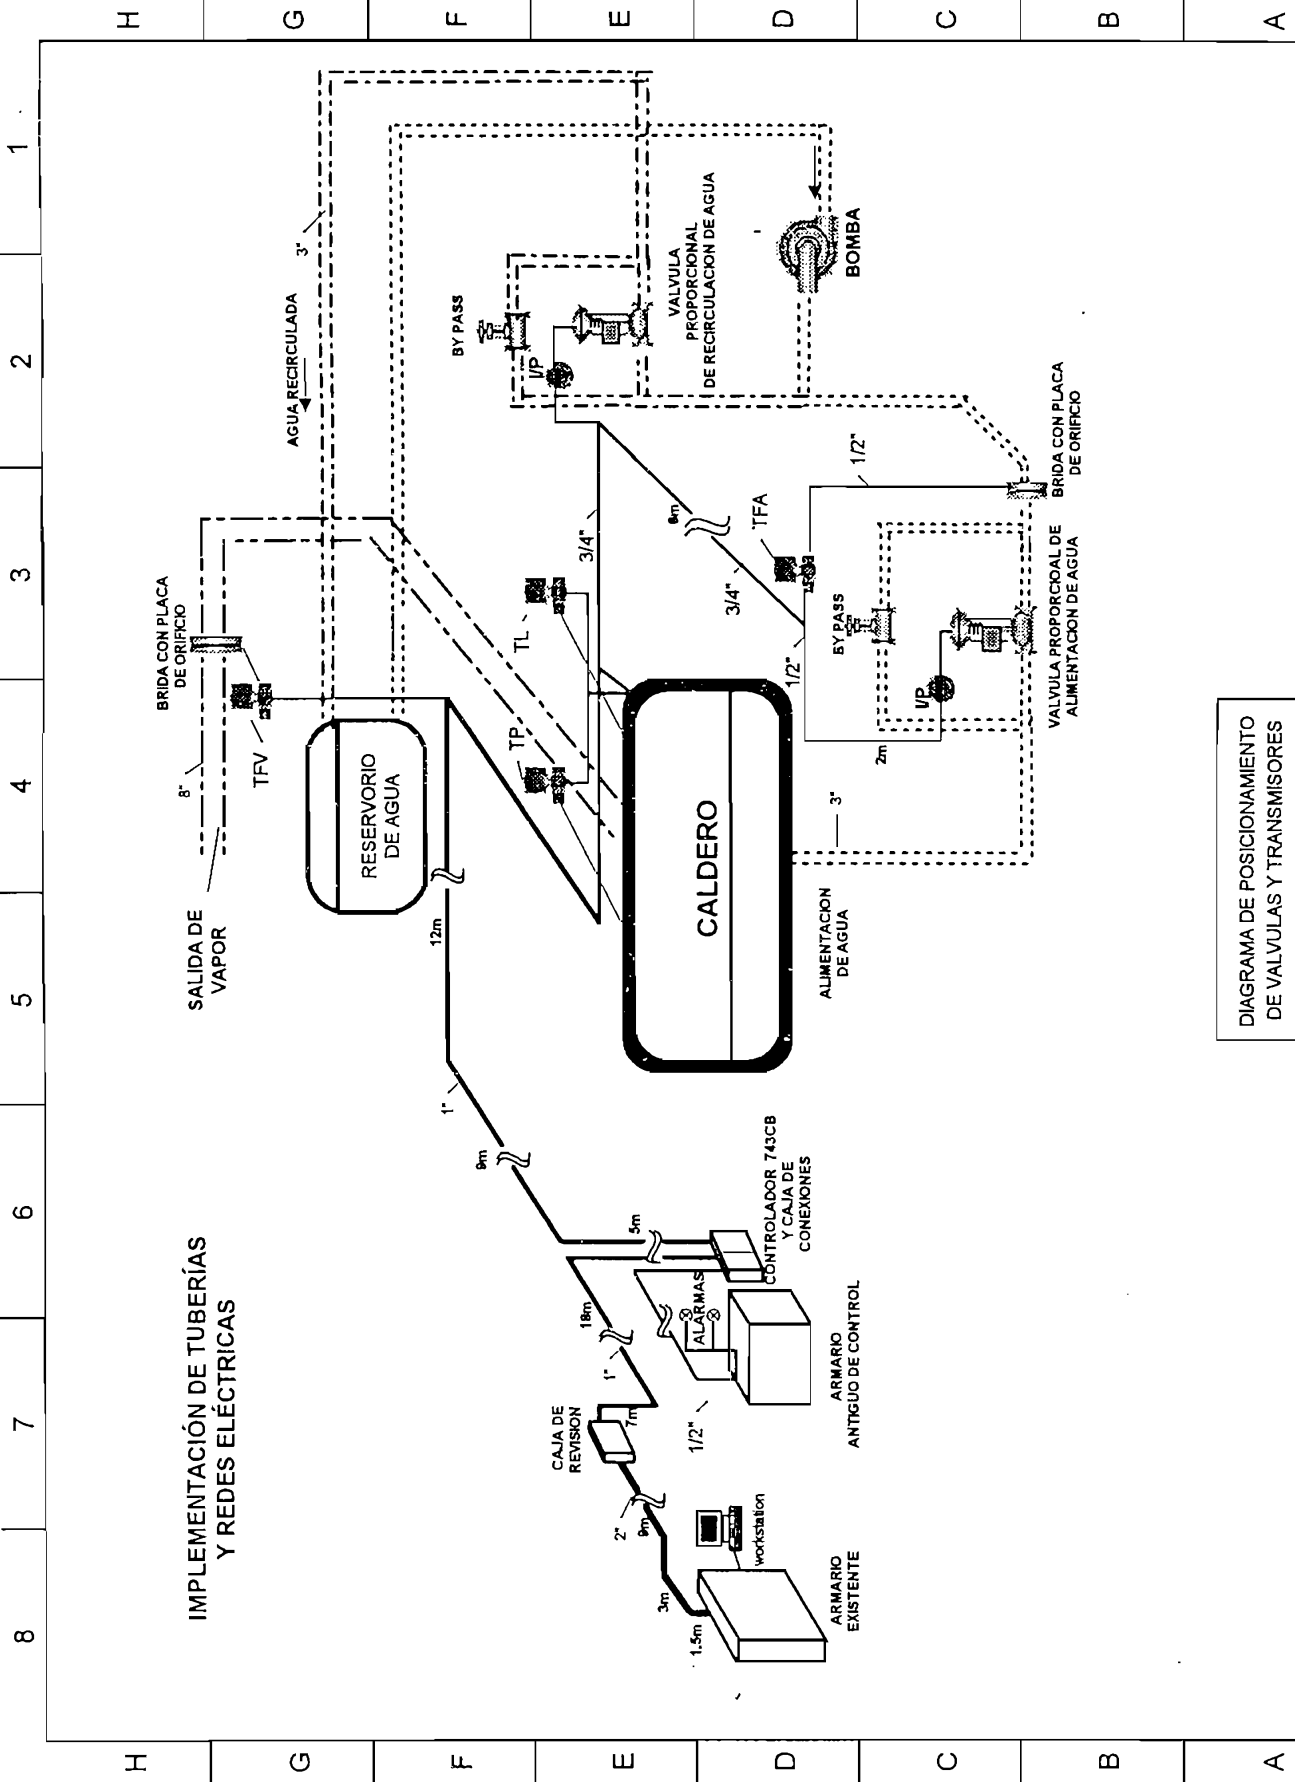 8
7
6
5
4
3
2
1
H
H
G
G
F
F
E
E
D
D
C
C
B
B
A
A
IMPLEMENTACIÓN DE TUBERÍAS
Y REDES ELÉCTRICAS
SALIDA DE
VAPOR
8"
BRIDA CON PLACA
DE ORIFICIO
TFV
AGUA RECIRCULADA
3"
RESERVORIO
DE AGUA
12m
1"
9m
TP
TL
3/4"
BY PASS
I/P
VALVULA
PROPORCIONAL
DE RECIRCULACION DE AGUA
BOMBA
CAJA DE
REVISION
7m
1"
18m
5m
2"
9m
3m
1.5m
workstation
ARMARIO
EXISTENTE
1/2"
ALARMAS
ARMARIO
ANTIGUO DE CONTROL
CONTROLADOR 743CB
Y CAJA DE
CONEXIONES
CALDERO
ALIMENTACION
DE AGUA
3"
6m
3/4"
TFA
1/2"
1/2"
BY PASS
I/P
2m
VALVULA PROPORCIOAL DE
ALIMENTACION DE AGUA
BRIDA CON PLACA
DE ORIFICIO
DIAGRAMA DE POSICIONAMIENTO
DE VALVULAS Y TRANSMISORES